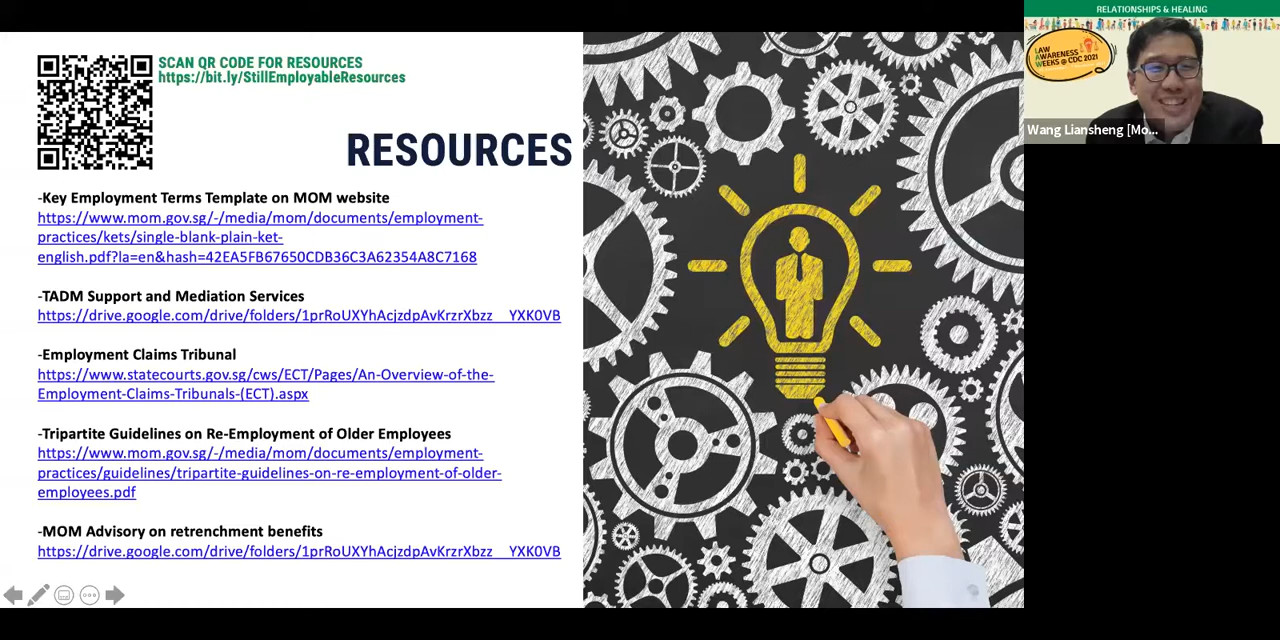 RELATIONSHIPS & HEALING
LAW
AWARENESS
WEEKS @ CDC 2021
Wang Liansheng [Mo...
SCAN QR CODE FOR RESOURCES
https://bit.ly/StillEmployableResources
RESOURCES
-Key Employment Terms Template on MOM website
https://www.mom.gov.sg/-/media/mom/documents/employment-
practices/kets/single-blank-plain-ket-
english.pdf?la=en&hash=42EA5FB67650CDB36C3A62354A8C7168
-TADM Support and Mediation Services
https://drive.google.com/drive/folders/1prRoUXYhAcjzdpAvKrzrXbzz__YXK0VB
-Employment Claims Tribunal
https://www.statecourts.gov.sg/cws/ECT/Pages/An-Overview-of-the-
Employment-Claims-Tribunals-(ECT).aspx
-Tripartite Guidelines on Re-Employment of Older Employees
https://www.mom.gov.sg/-/media/mom/documents/employment-
practices/guidelines/tripartite-guidelines-on-re-employment-of-older-
employees.pdf
-MOM Advisory on retrenchment benefits
https://drive.google.com/drive/folders/1prRoUXYhAcjzdpAvKrzrXbzz__YXK0VB